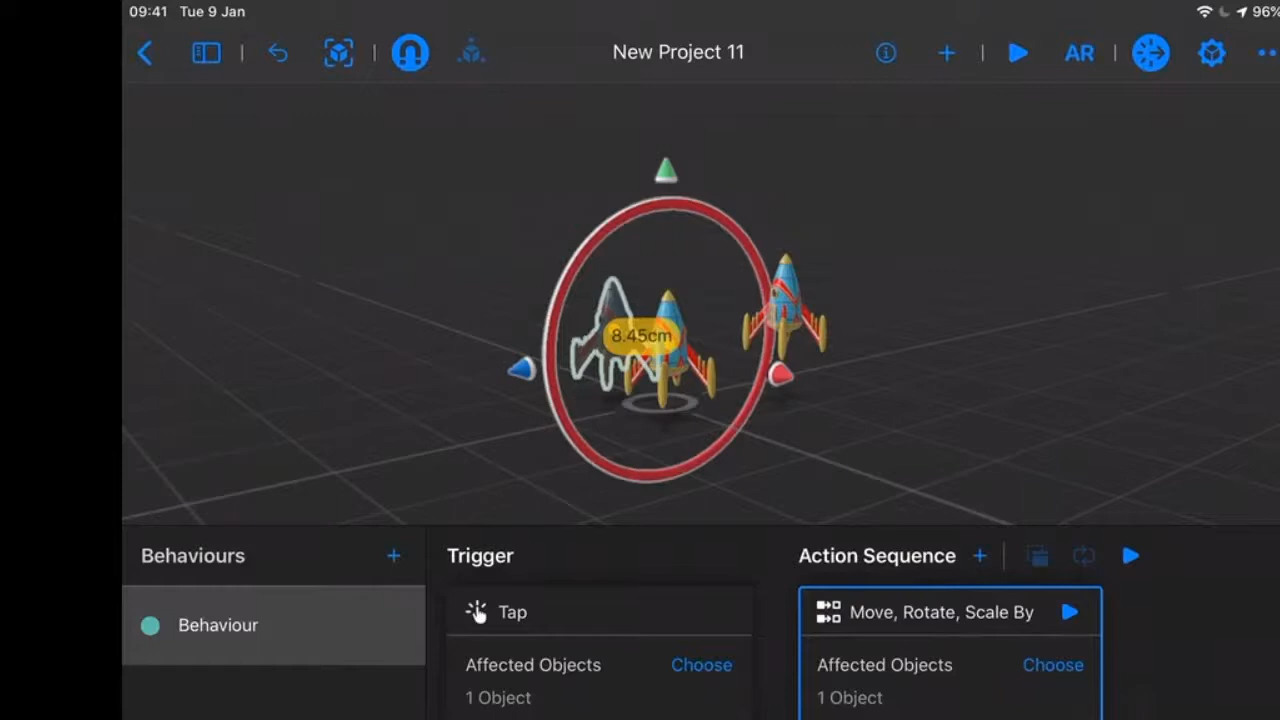 09:41 Tue 9 Jan
96%
New Project 11
AR
8.45cm
Behaviours
Trigger
Action Sequence
Behaviour
Tap
Move, Rotate, Scale By
Affected Objects
Choose
1 Object
Affected Objects
Choose
1 Object